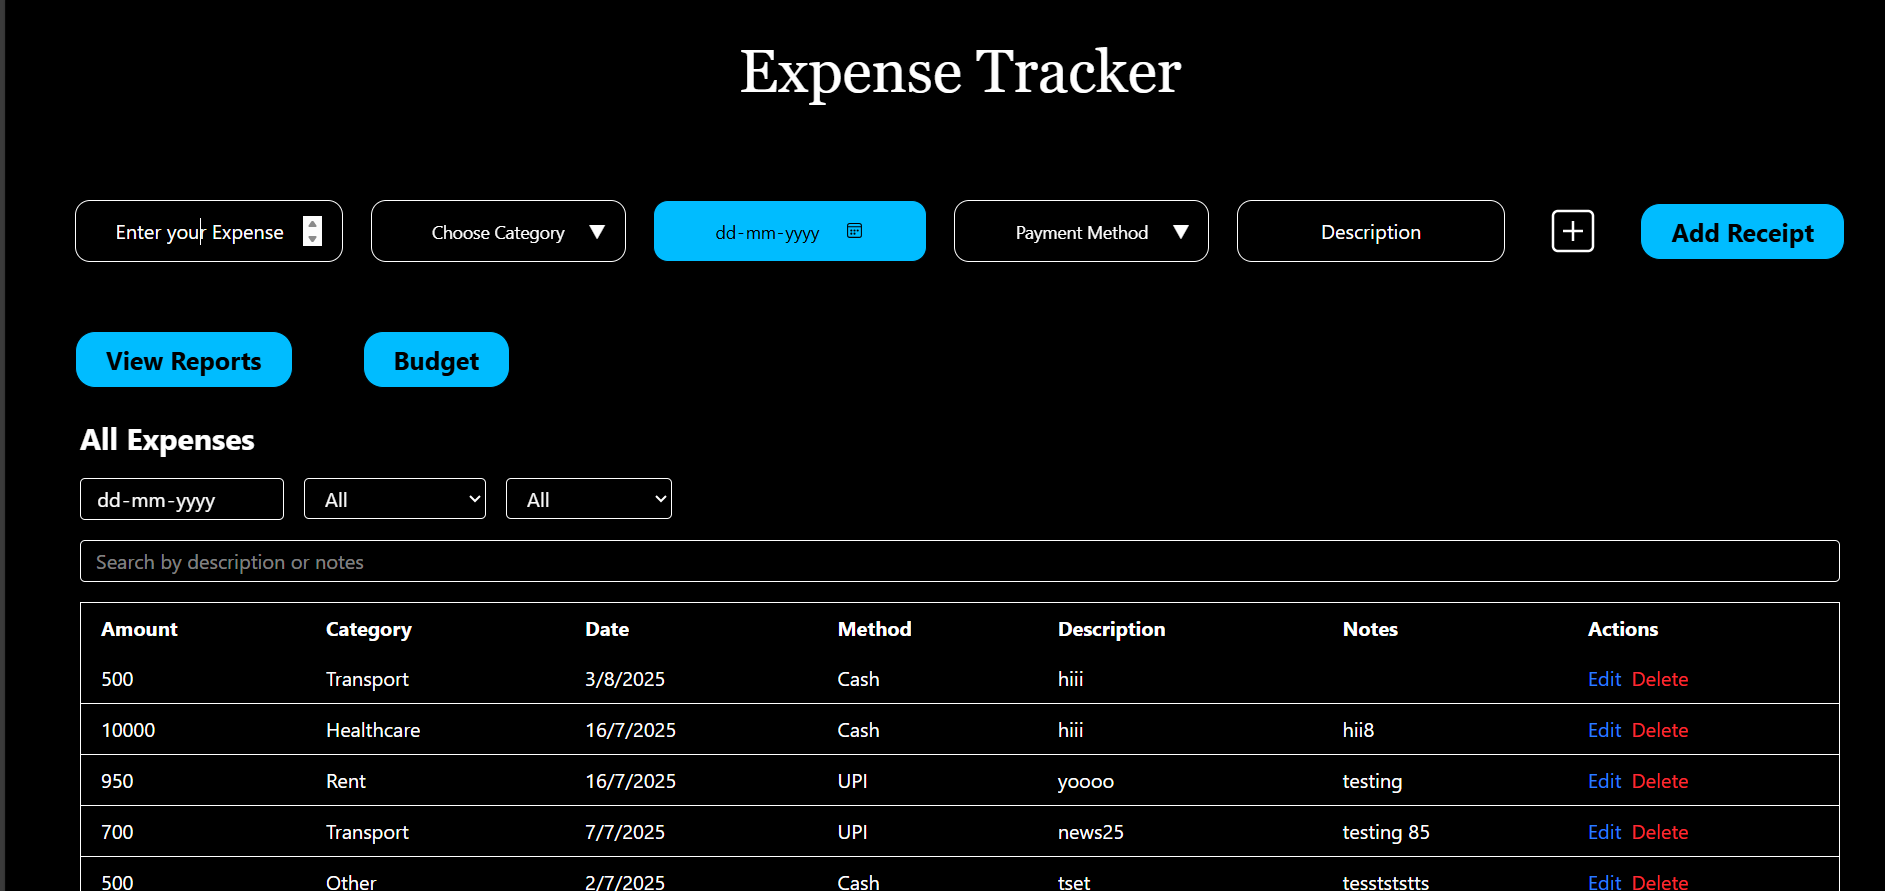 Expense Tracker
Enter your Expense Choose Category ▼ dd-mm-yyyy Payment Method ▼ Description + Add Receipt
View Reports Budget
All Expenses
dd-mm-yyyy All All
Search by description or notes
Amount Category Date Method Description Notes Actions
500 Transport 3/8/2025 Cash hiii Edit Delete
10000 Healthcare 16/7/2025 Cash hiii hii8 Edit Delete
950 Rent 16/7/2025 UPI yoooo testing Edit Delete
700 Transport 7/7/2025 UPI news25 testing 85 Edit Delete
500 Other 2/7/2025 Cash tset tesstststts Edit Delete